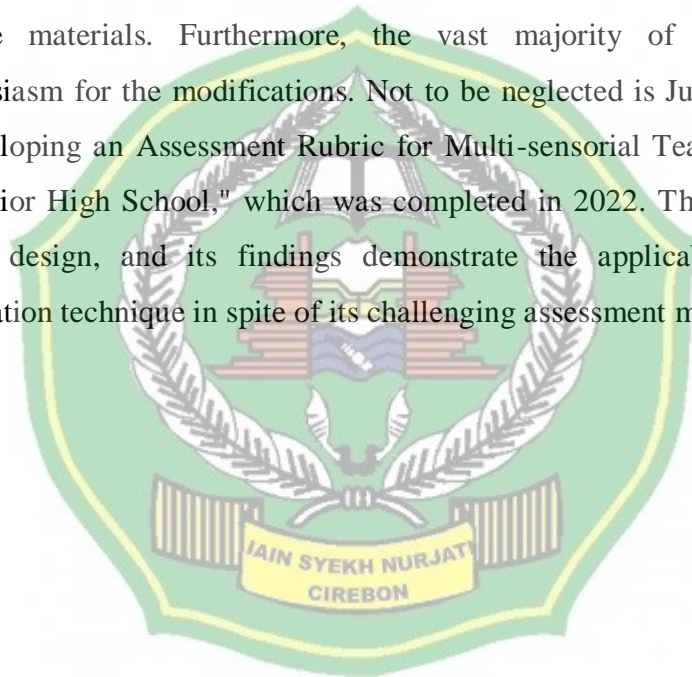 materials. Furthermore, the vast majority of
siasm for the modifications. Not to be neglected is Ju
loping an Assessment Rubric for Multi-sensorial Tea
ior High School," which was completed in 2022. Th
design, and its findings demonstrate the applica
ation technique in spite of its challenging assessment m
IAIN SYEKH NURJATI
CIREBON